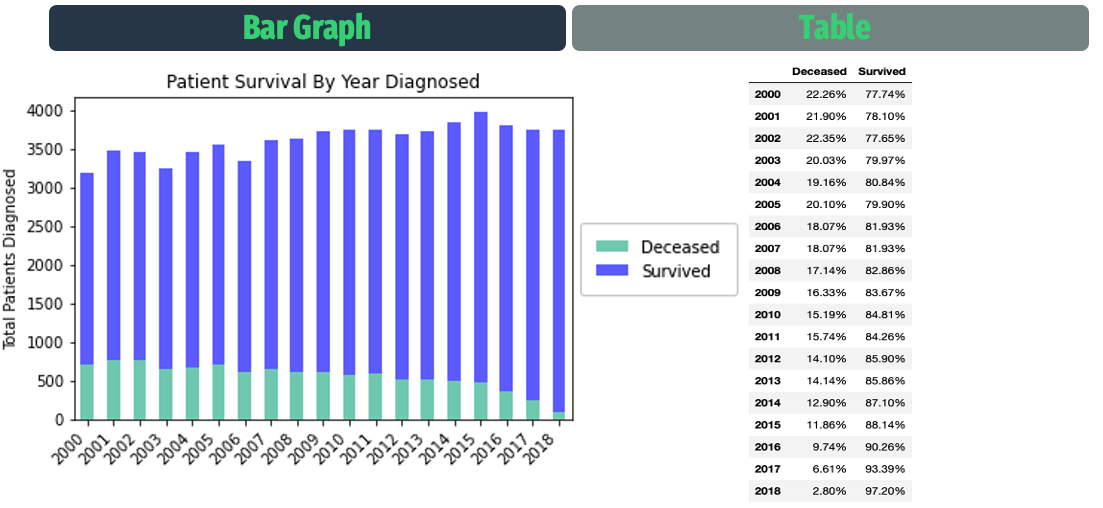 Bar Graph
Table
Patient Survival By Year Diagnosed
Total Patients Diagnosed
4000
3500
3000
2500
2000
1500
1000
500
0
2000 2001 2002 2003 2004 2005 2006 2007 2008 2009 2010 2011 2012 2013 2014 2015 2016 2017 2018
Deceased
Survived
Deceased Survived
2000 22.26% 77.74%
2001 21.90% 78.10%
2002 22.35% 77.65%
2003 20.03% 79.97%
2004 19.16% 80.84%
2005 20.10% 79.90%
2006 18.07% 81.93%
2007 18.07% 81.93%
2008 17.14% 82.86%
2009 16.33% 83.67%
2010 15.19% 84.81%
2011 15.74% 84.26%
2012 14.10% 85.90%
2013 14.14% 85.86%
2014 12.90% 87.10%
2015 11.86% 88.14%
2016 9.74% 90.26%
2017 6.61% 93.39%
2018 2.80% 97.20%